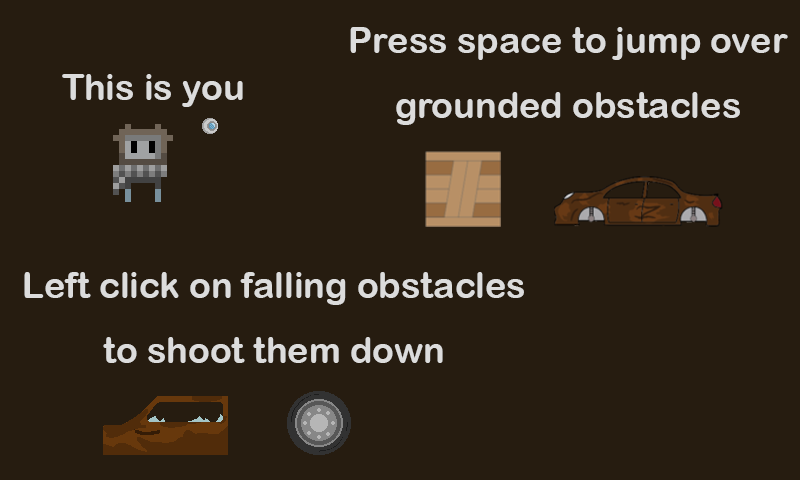 This is you
Press space to jump over
grounded obstacles
Left click on falling obstacles
to shoot them down